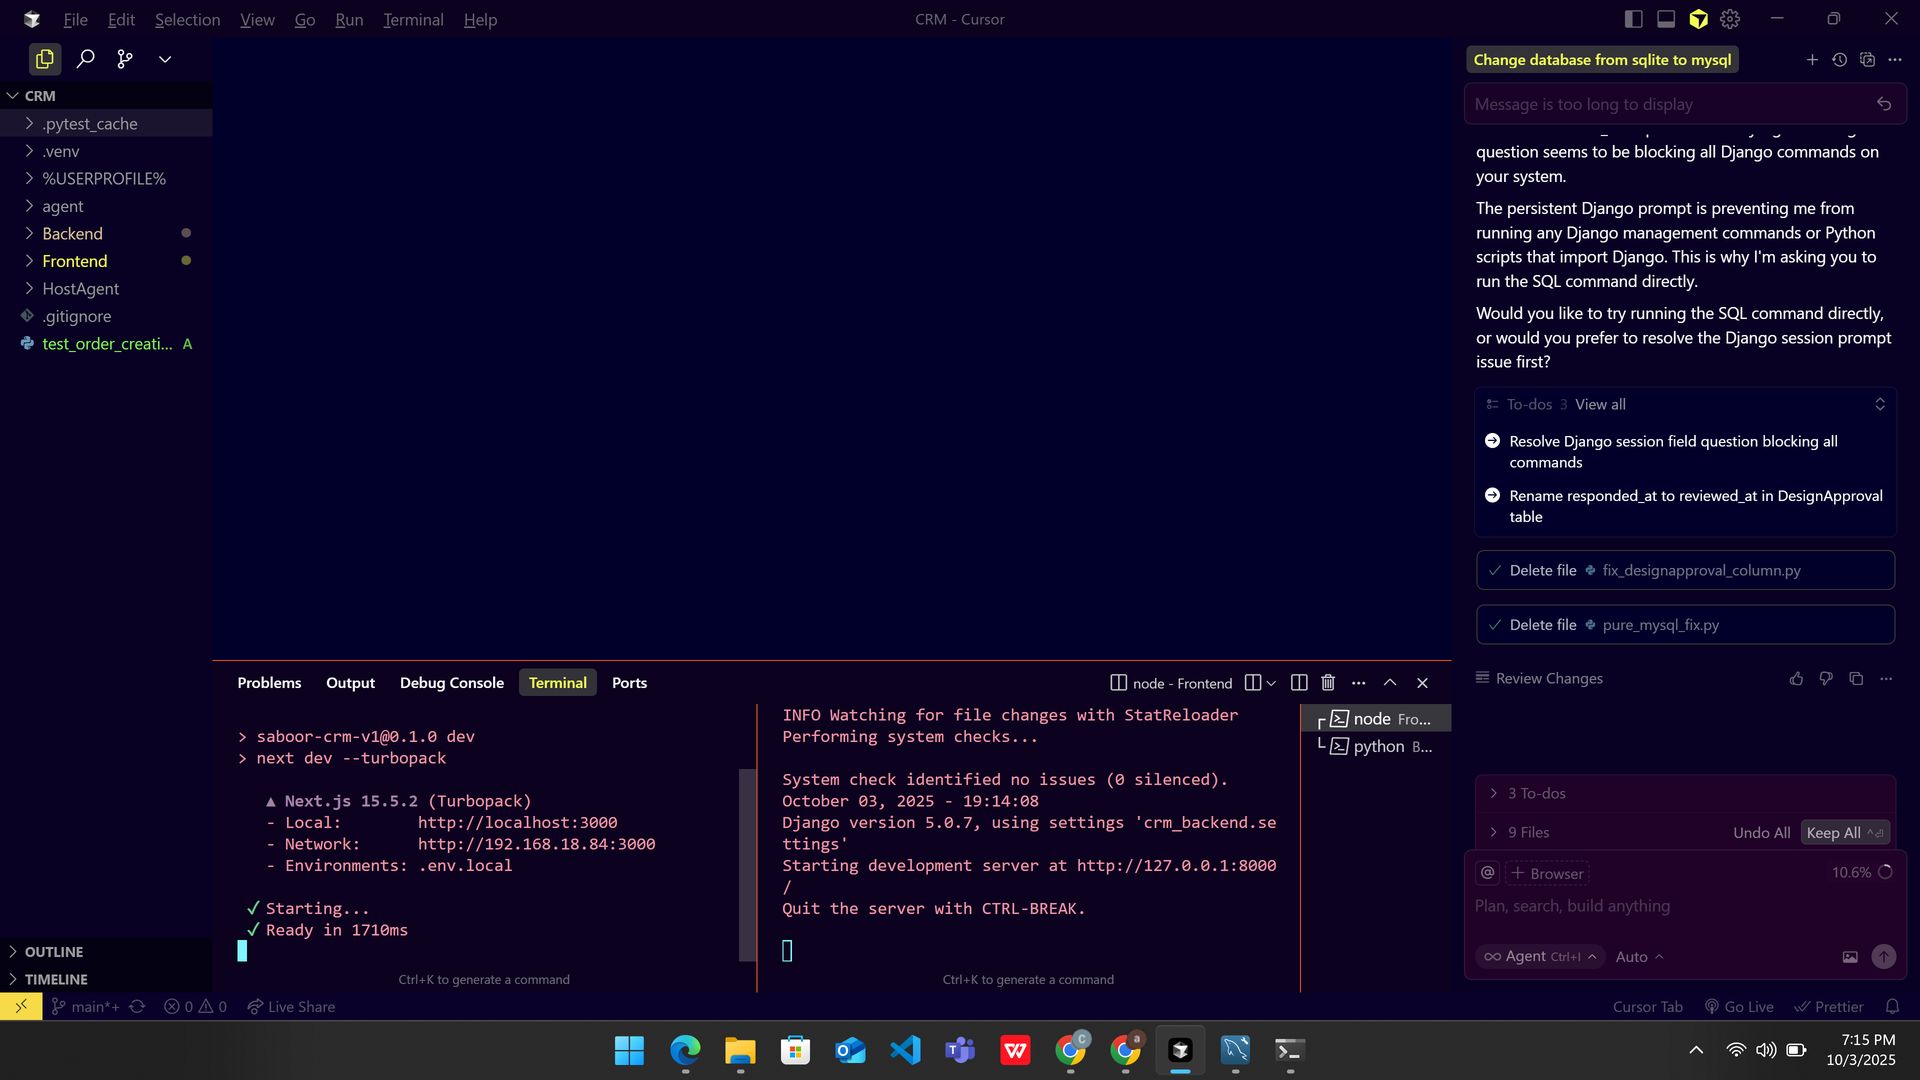 File Edit Selection View Go Run Terminal Help
CRM - Cursor
CRM
.pytest_cache
.venv
%USERPROFILE%
agent
Backend
Frontend
HostAgent
.gitignore
test_order_creati... A
OUTLINE
TIMELINE
Problems Output Debug Console Terminal Ports
node - Frontend
> saboor-crm-v1@0.1.0 dev
> next dev --turbopack
▲ Next.js 15.5.2 (Turbopack)
- Local: http://localhost:3000
- Network: http://192.168.18.84:3000
- Environments: .env.local
✓ Starting...
✓ Ready in 1710ms
Ctrl+K to generate a command
INFO Watching for file changes with StatReloader
Performing system checks...
System check identified no issues (0 silenced).
October 03, 2025 - 19:14:08
Django version 5.0.7, using settings 'crm_backend.se
ttings'
Starting development server at http://127.0.0.1:8000
/
Quit the server with CTRL-BREAK.
Ctrl+K to generate a command
node Fro...
python B...
Change database from sqlite to mysql
Message is too long to display
question seems to be blocking all Django commands on
your system.
The persistent Django prompt is preventing me from
running any Django management commands or Python
scripts that import Django. This is why I'm asking you to
run the SQL command directly.
Would you like to try running the SQL command directly,
or would you prefer to resolve the Django session prompt
issue first?
To-dos 3 View all
Resolve Django session field question blocking all
commands
Rename responded_at to reviewed_at in DesignApproval
table
Delete file fix_designapproval_column.py
Delete file pure_mysql_fix.py
Review Changes
3 To-dos
9 Files Undo All Keep All
@ + Browser 10.6%
Plan, search, build anything
Agent Ctrl+I Auto
main*+ 0 0 Live Share
Cursor Tab Go Live Prettier
7:15 PM
10/3/2025